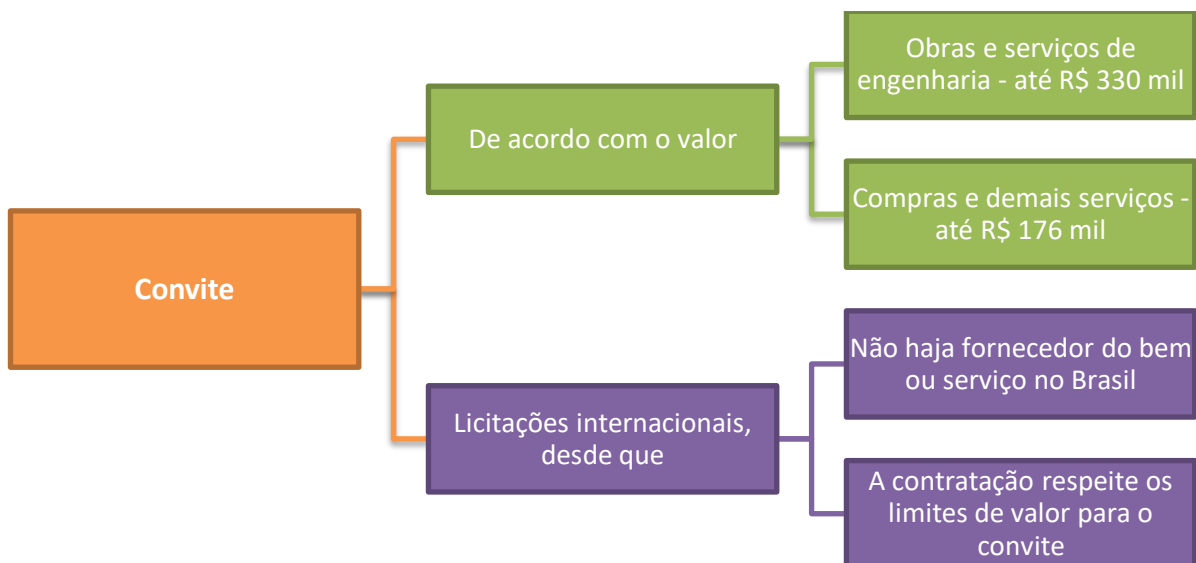 Obras e serviços de
engenharia - até R$ 330 mil
De acordo com o valor
Compras e demais serviços -
até R$ 176 mil
Convite
Não haja fornecedor do bem
ou serviço no Brasil
Licitações internacionais,
desde que
A contratação respeite os
limites de valor para o
convite